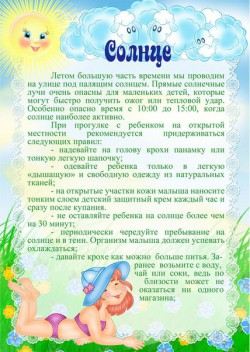 Солнце
Летом большую часть времени мы проводим
на улице под палящим солнцем. Прямые солнечные
лучи очень опасны для маленьких детей, которые
могут быстро получить ожог или тепловой удар.
Особенно опасно время с 10:00 до 15:00, когда
солнце наиболее активно.
При прогулке с ребенком на открытой
местности рекомендуется придерживаться
следующих правил:
- надевайте на голову крохи панамку или
тонкую легкую шапочку;
- одевайте ребенка только в легкую
«дышащую» и свободную одежду из натуральных
тканей;
- на открытые участки кожи малыша наносите
тонким слоем детский защитный крем каждый час и
сразу после купания.
- не оставляйте ребенка на солнце более чем
на 30 минут;
- периодически чередуйте пребывание на
солнце и в тени. Организм малыша должен успевать
охлаждаться;
- давайте крохе как можно больше питья. За-
ранее возьмите с воду,
чай или соки, ведь по
близости может не
оказаться ни одного
магазина;